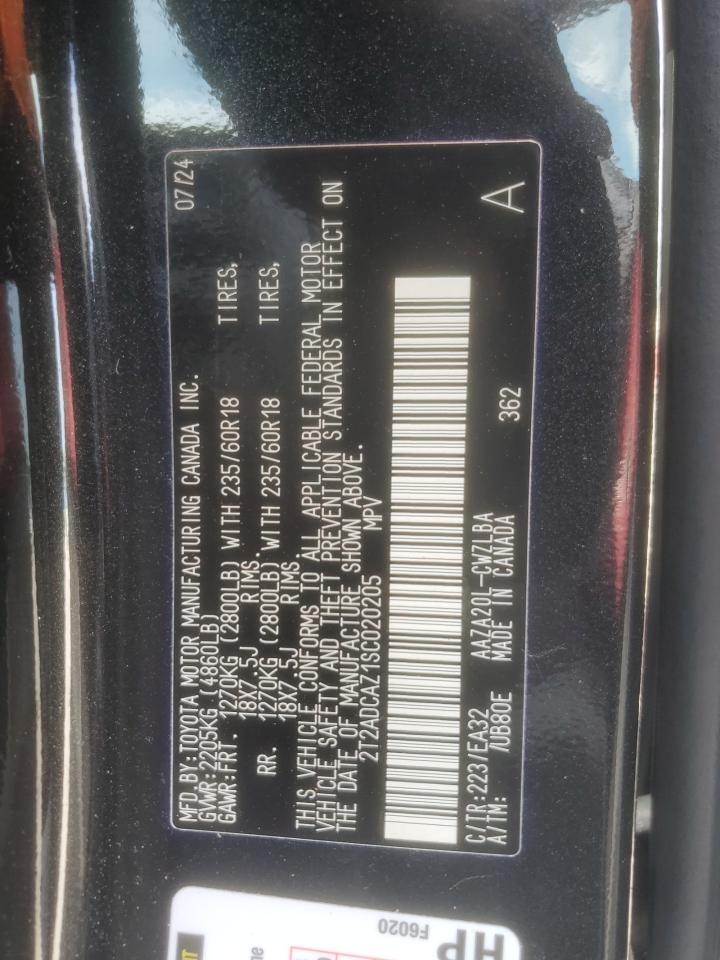 MFD.BY:TOYOTA MOTOR MANUFACTURING CANADA INC. 07/24
GVWR:2205KG (4860LB)
GAWR:FRT. 1270KG (2800LB) WITH 235/60R18 TIRES,
18X7.5J RIMS.
RR. 1270KG (2800LB) WITH 235/60R18 TIRES,
18X7.5J RIMS
THIS VEHICLE CONFORMS TO ALL APPLICABLE FEDERAL MOTOR
VEHICLE SAFETY AND THEFT PREVENTION STANDARDS IN EFFECT ON
THE DATE OF MANUFACTURE SHOWN ABOVE.
2T2ADCAZ1SC020205 MPV
C/TR:223/EA32 AAZA20L-CWZLBA 362 A
A/TM: /UB80E MADE IN CANADA
HP
F6020